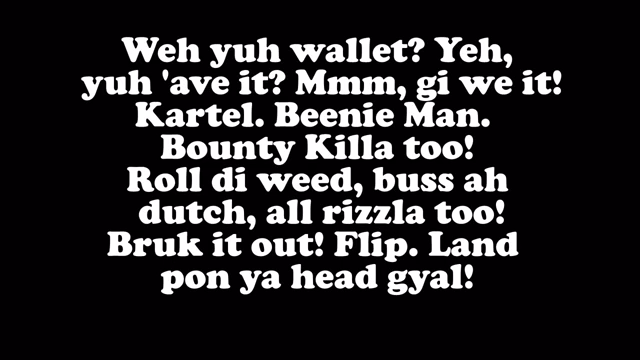 Weh yuh wallet? Yeh,
yuh 'ave it? Mmm, gi we it!
Kartel. Beenie Man.
Bounty Killa too!
Roll di weed, buss ah
dutch, all rizzla too!
Bruk it out! Flip. Land
pon ya head gyal!